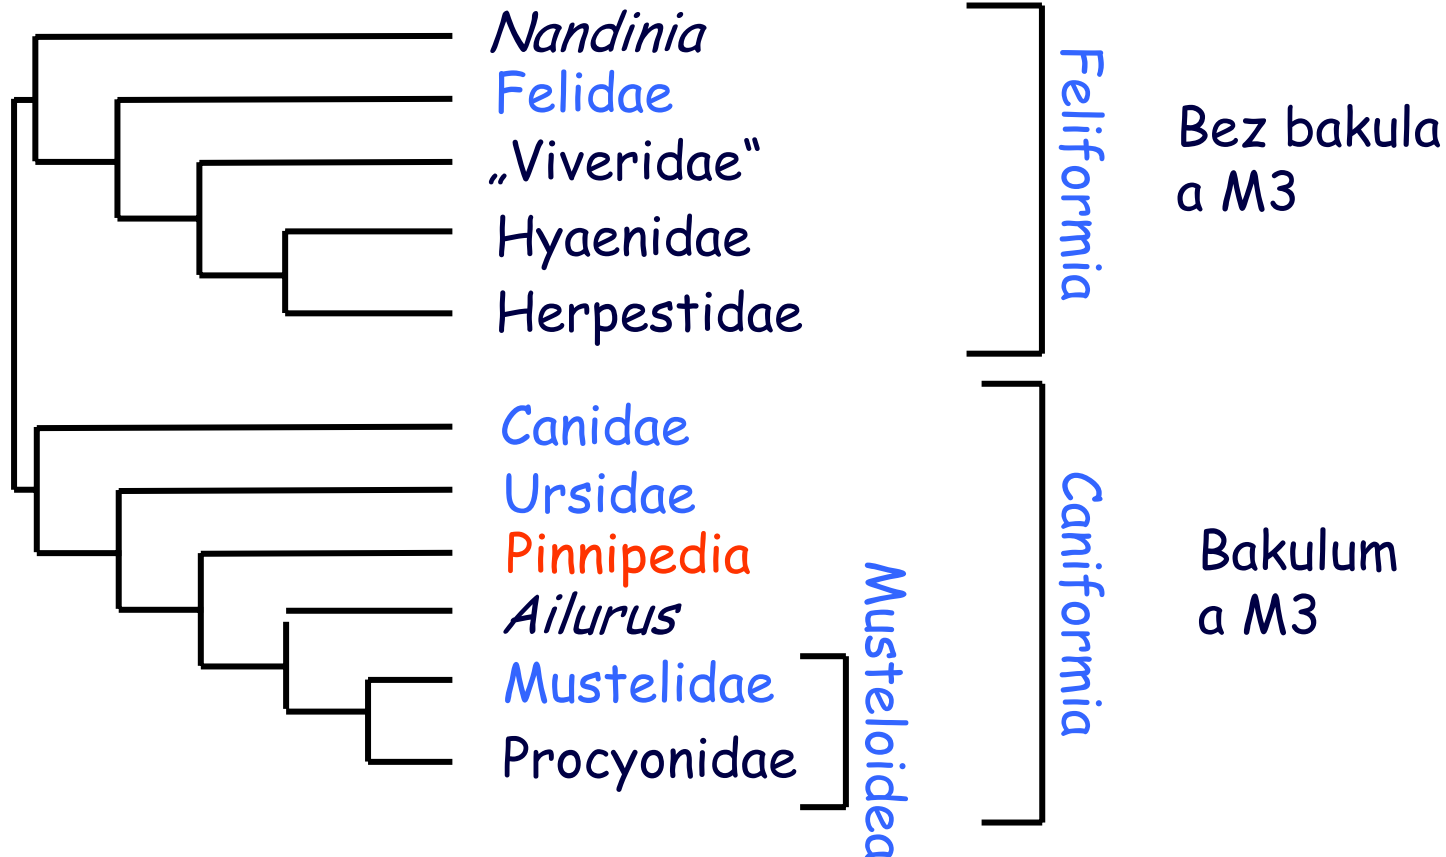 Nandinia
Felidae
„Viveridae“
Hyaenidae
Herpestidae
Feliformia
Bez bakula
a M3
Canidae
Ursidae
Pinnipedia
Ailurus
Mustelidae
Procyonidae
Musteloidea
Caniformia
Bakulum
a M3